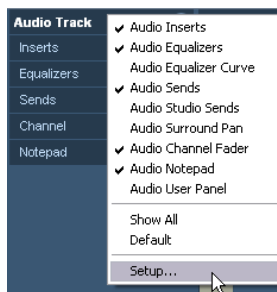 Audio Track
Inserts
Equalizers
Sends
Channel
Notepad
Audio Inserts
Audio Equalizers
Audio Equalizer Curve
Audio Sends
Audio Studio Sends
Audio Surround Pan
Audio Channel Fader
Audio Notepad
Audio User Panel
Show All
Default
Setup...